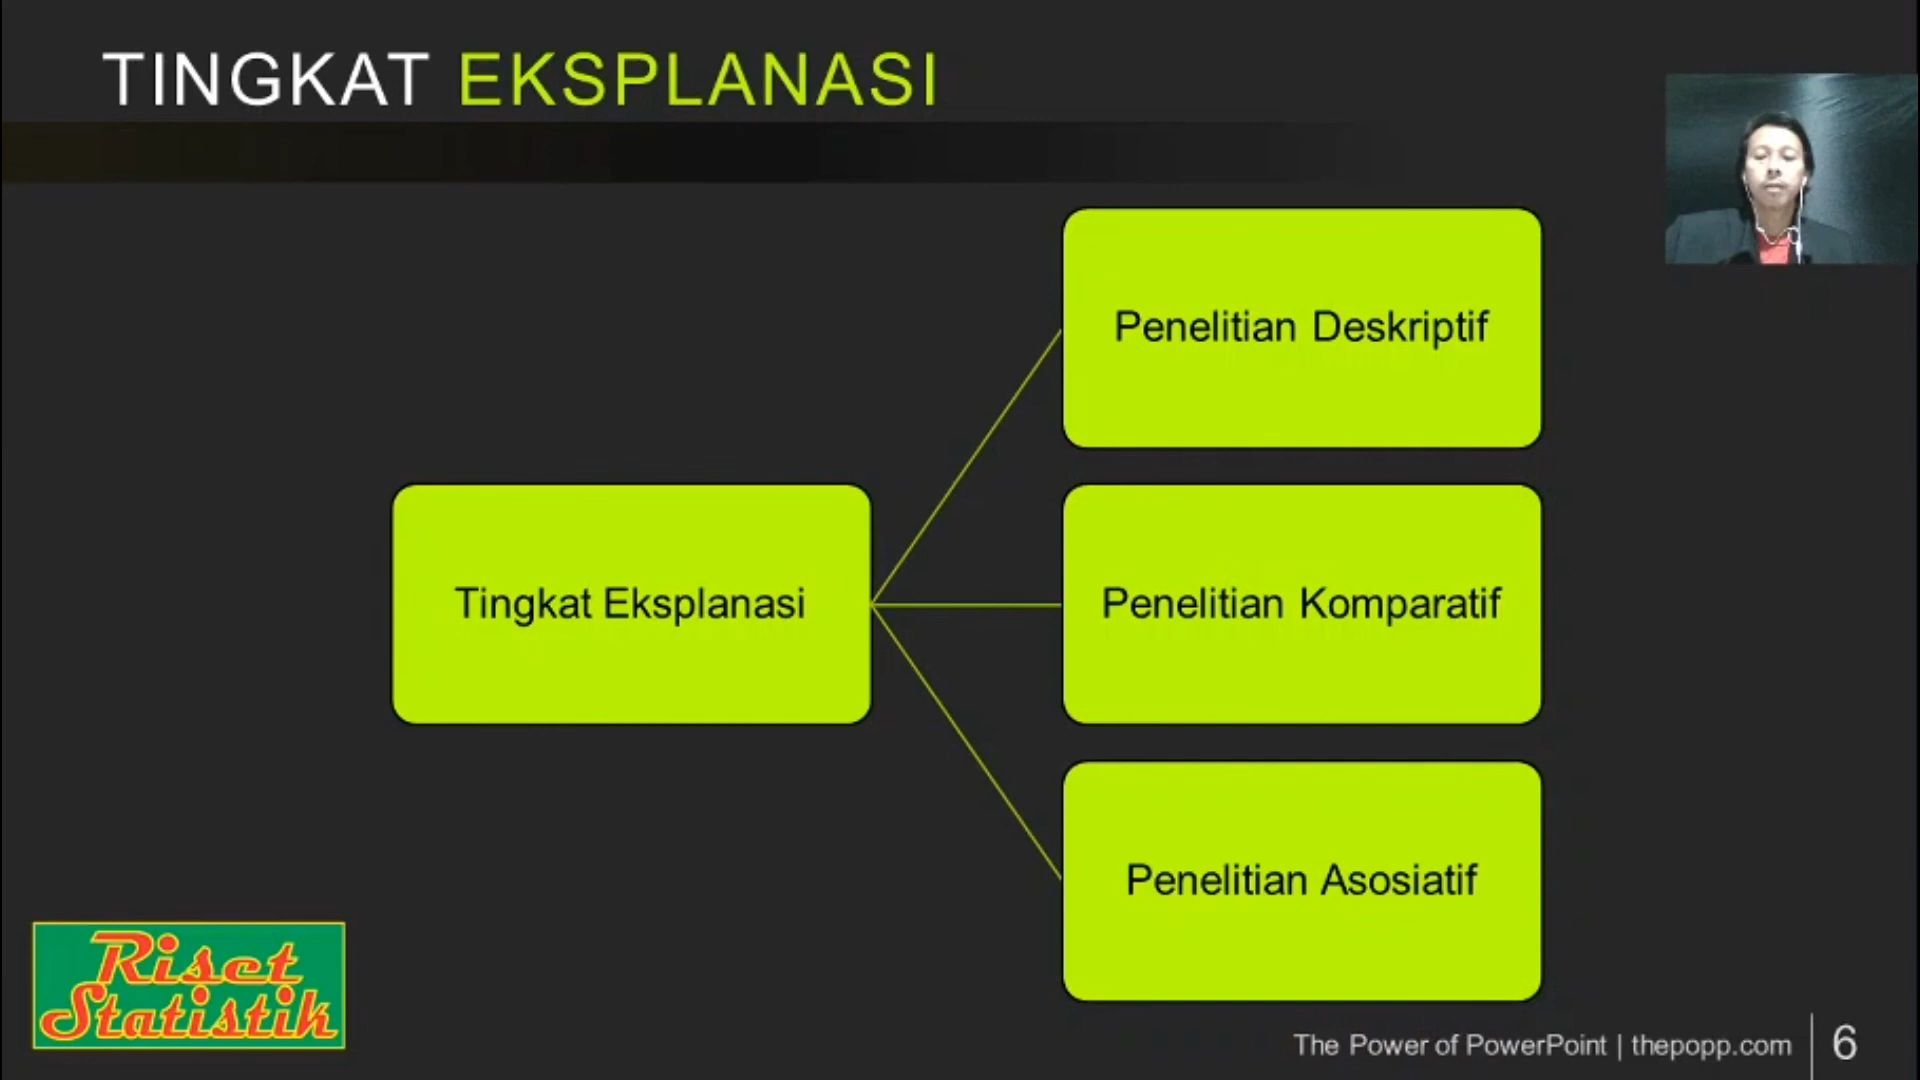 TINGKAT EKSPLANASI
Penelitian Deskriptif
Tingkat Eksplanasi
Penelitian Komparatif
Penelitian Asosiatif
Riset
Statistik
The Power of PowerPoint | thepopp.com
6